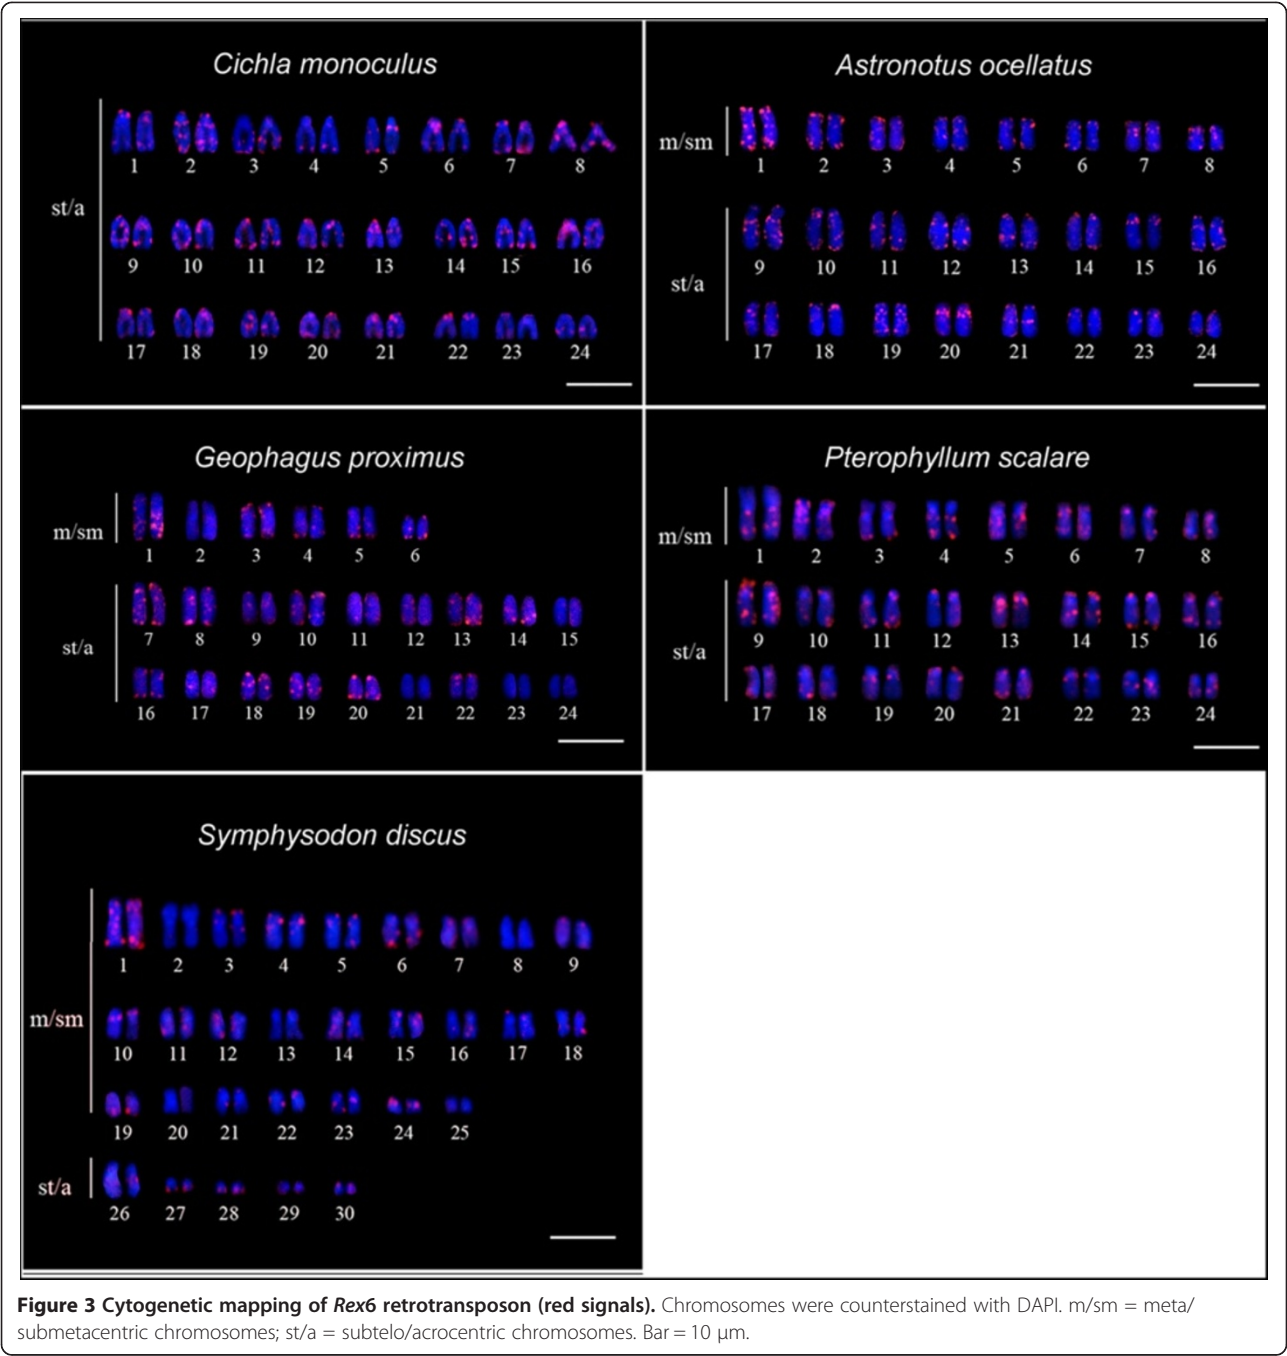 Cichla monoculus
st/a
1 2 3 4 5 6 7 8
9 10 11 12 13 14 15 16
17 18 19 20 21 22 23 24
Astronotus ocellatus
m/sm
1 2 3 4 5 6 7 8
st/a
9 10 11 12 13 14 15 16
17 18 19 20 21 22 23 24
Geophagus proximus
m/sm
1 2 3 4 5 6
st/a
7 8 9 10 11 12 13 14 15
16 17 18 19 20 21 22 23 24
Pterophyllum scalare
m/sm
1 2 3 4 5 6 7 8
st/a
9 10 11 12 13 14 15 16
17 18 19 20 21 22 23 24
Symphysodon discus
m/sm
1 2 3 4 5 6 7 8 9
10 11 12 13 14 15 16 17 18
19 20 21 22 23 24 25
st/a
26 27 28 29 30
Figure 3 Cytogenetic mapping of Rex6 retrotransposon (red signals). Chromosomes were counterstained with DAPI. m/sm = meta/
submetacentric chromosomes; st/a = subtelo/acrocentric chromosomes. Bar = 10 μm.